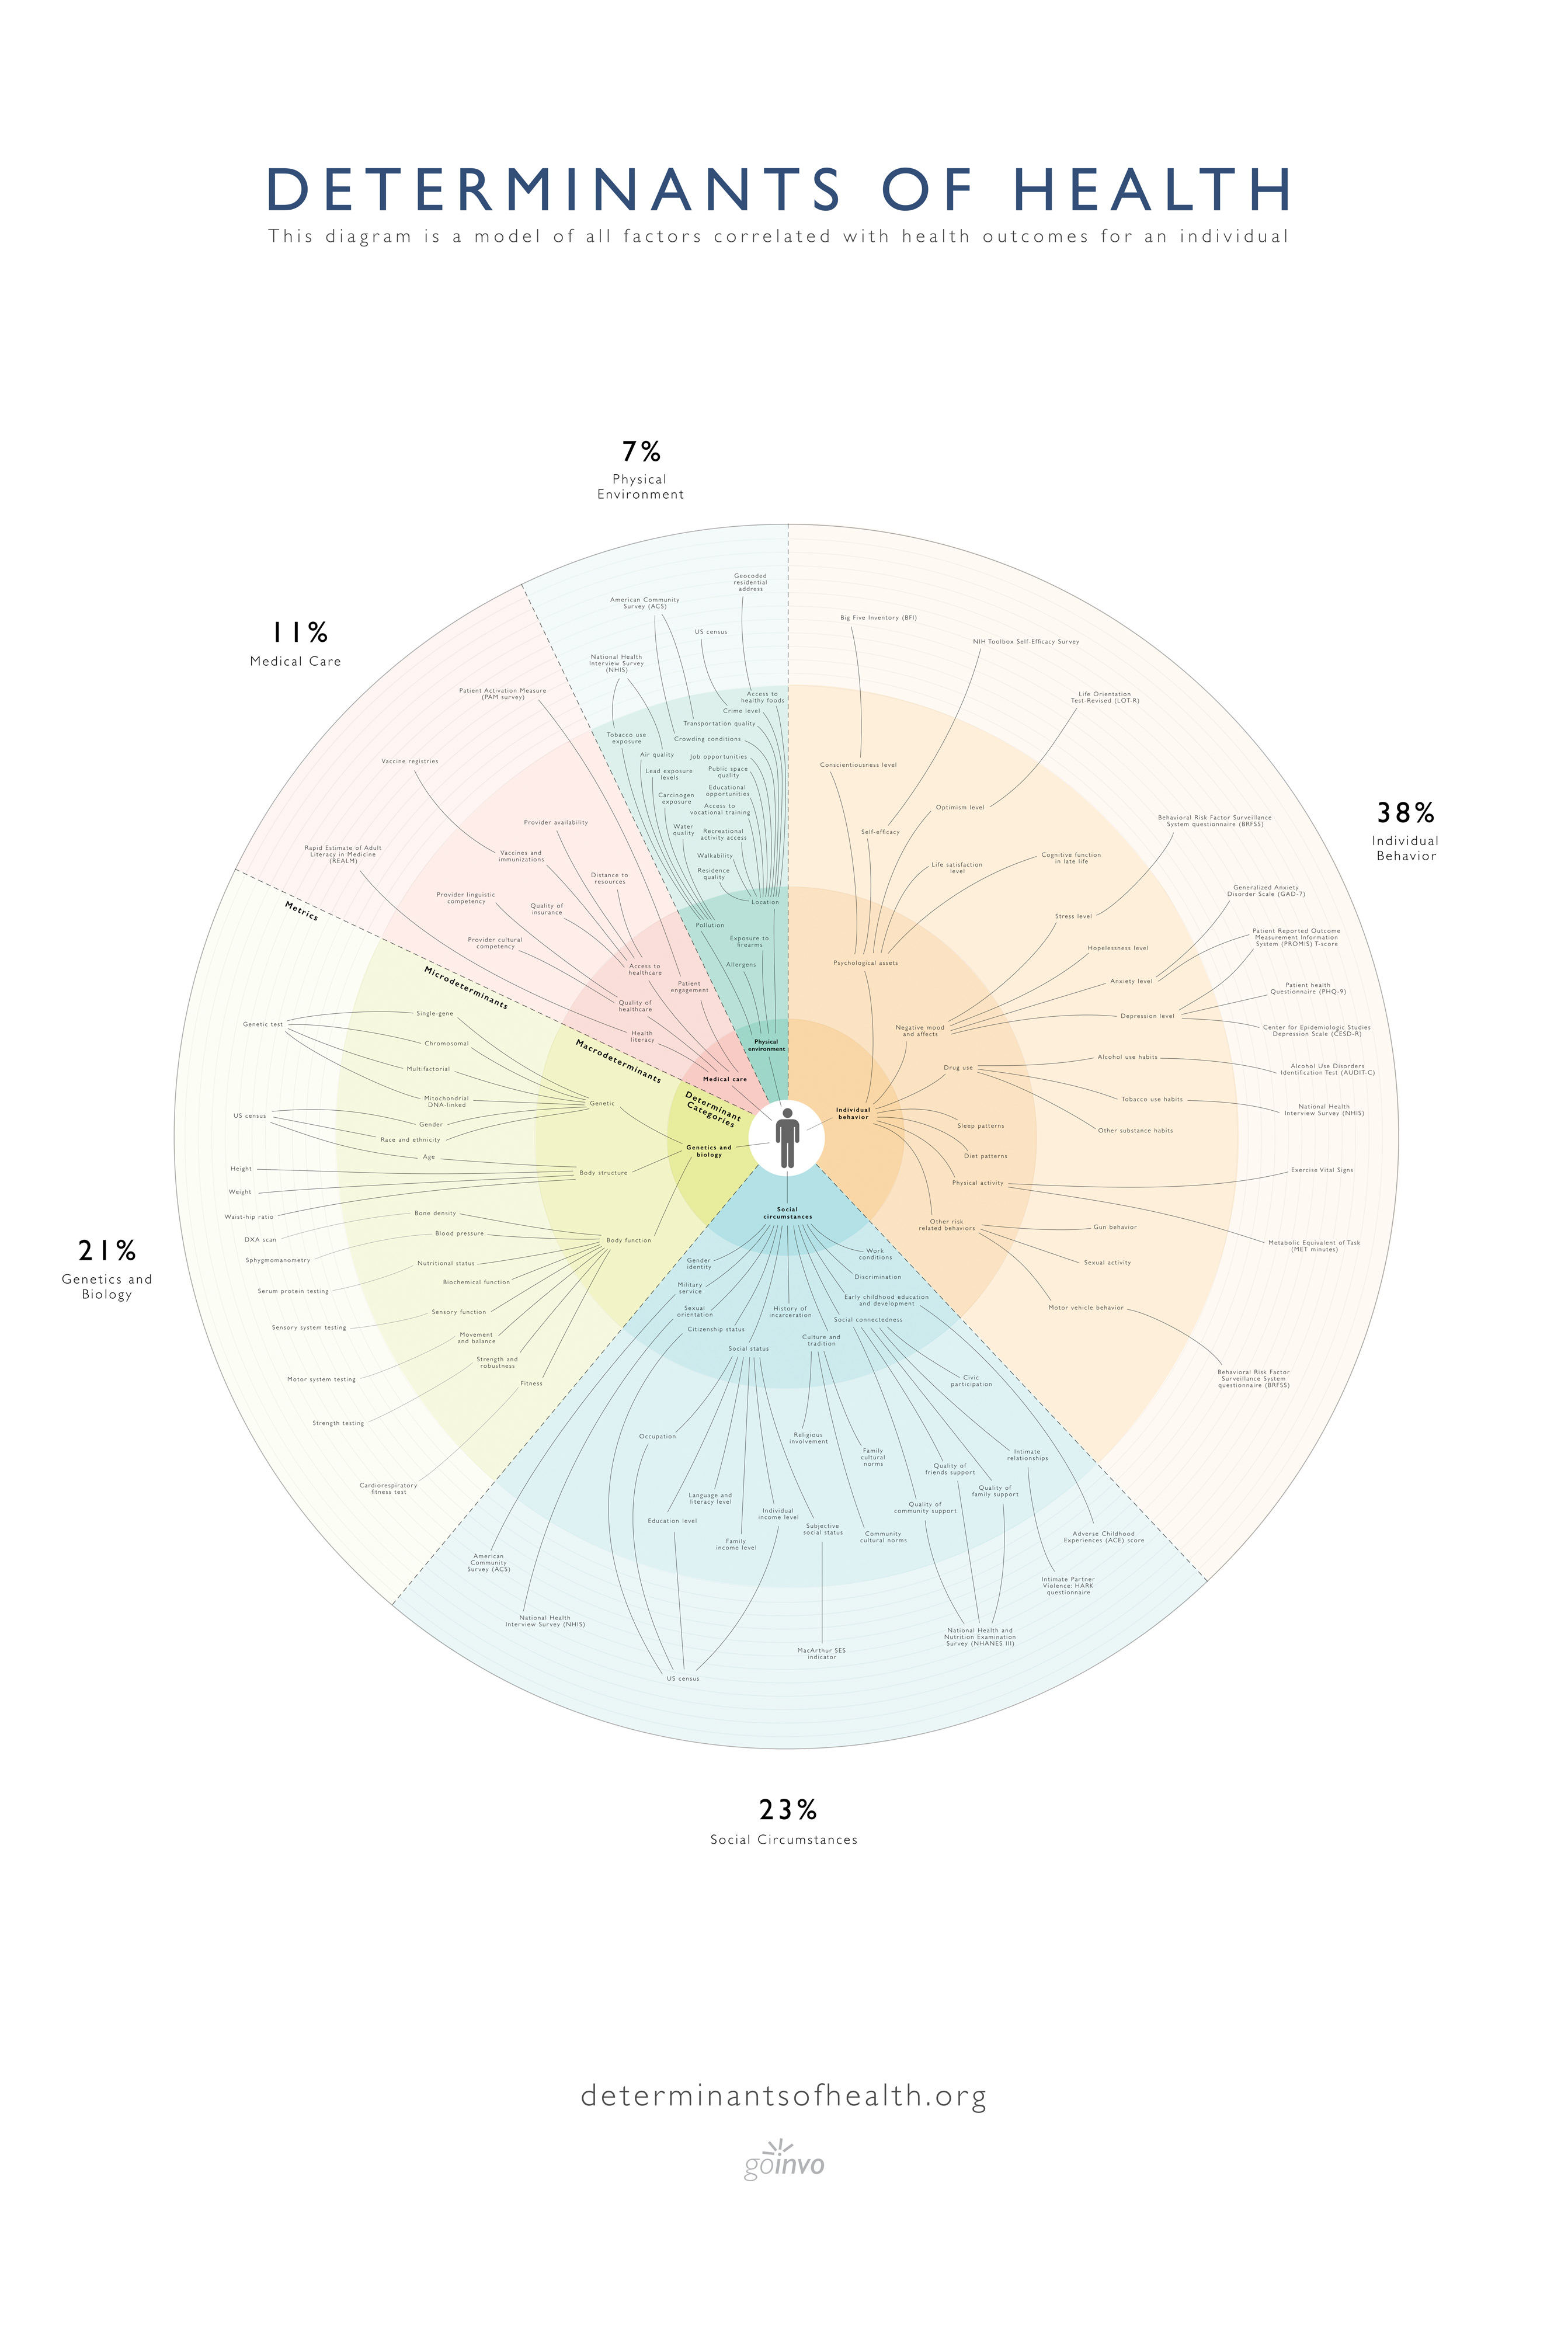 DETERMINANTS OF HEALTH
This diagram is a model of all factors correlated with health outcomes for an individual
7%
Physical
Environment
11%
Medical Care
38%
Individual
Behavior
21%
Genetics and
Biology
23%
Social Circumstances
Metrics
Microdeterminants
Macrodeterminants
Determinant
Categories
Physical
environment
Geocoded
residential
address
American Community
Survey (ACS)
US census
National Health
Interview Survey
(NHIS)
Access to
healthy foods
Crime level
Transportation quality
Crowding conditions
Job opportunities
Public space
quality
Educational
opportunities
Access to
vocational training
Recreational
activity access
Walkability
Residence
quality
Location
Tobacco use
exposure
Air quality
Lead exposure
levels
Carcinogen
exposure
Water
quality
Pollution
Exposure to
firearms
Allergens
Individual
behavior
Big Five Inventory (BFI)
NIH Toolbox Self-Efficacy Survey
Life Orientation
Test-Revised (LOT-R)
Conscientiousness level
Self-efficacy
Optimism level
Life satisfaction
level
Cognitive function
in late life
Psychological assets
Behavioral Risk Factor Surveillance
System questionnaire (BRFSS)
Generalized Anxiety
Disorder Scale (GAD-7)
Stress level
Patient Reported Outcome
Measurement Information
System (PROMIS) T-score
Hopelessness level
Anxiety level
Patient health
Questionnaire (PHQ-9)
Depression level
Center for Epidemiologic Studies
Depression Scale (CESD-R)
Negative mood
and affects
Drug use
Alcohol use habits
Alcohol Use Disorders
Identification Test (AUDIT-C)
Tobacco use habits
National Health
Interview Survey (NHIS)
Other substance habits
Sleep patterns
Diet patterns
Physical activity
Exercise Vital Signs
Metabolic Equivalent of Task
(MET minutes)
Other risk
related behaviors
Gun behavior
Sexual activity
Motor vehicle behavior
Behavioral Risk Factor
Surveillance System
questionnaire (BRFSS)
Social
circumstances
Work
conditions
Discrimination
Early childhood education
and development
Social connectedness
Culture and
tradition
History of
incarceration
Gender
identity
Military
service
Sexual
orientation
Citizenship status
Social status
Civic
participation
Intimate
relationships
Quality of
family support
Quality of
friends support
Quality of
community support
Family
cultural
norms
Community
cultural norms
Religious
involvement
Subjective
social status
Individual
income level
Family
income level
Language and
literacy level
Education level
Occupation
Adverse Childhood
Experiences (ACE) score
Intimate Partner
Violence: HARK
questionnaire
National Health and
Nutrition Examination
Survey (NHANES III)
MacArthur SES
indicator
US census
National Health
Interview Survey (NHIS)
American
Community
Survey (ACS)
Genetics and
biology
Genetic
Single-gene
Chromosomal
Multifactorial
Mitochondrial
DNA-linked
Gender
Race and ethnicity
Age
Genetic test
US census
Body structure
Height
Weight
Waist-hip ratio
Body function
Bone density
Blood pressure
Nutritional status
Biochemical function
Sensory function
Movement
and balance
Strength and
robustness
Fitness
DXA scan
Sphygmomanometry
Serum protein testing
Sensory system testing
Motor system testing
Strength testing
Cardiorespiratory
fitness test
Medical care
Patient Activation Measure
(PAM survey)
Vaccine registries
Rapid Estimate of Adult
Literacy in Medicine
(REALM)
Provider availability
Vaccines and
immunizations
Distance to
resources
Provider linguistic
competency
Quality of
insurance
Provider cultural
competency
Access to
healthcare
Patient
engagement
Quality of
healthcare
Health
literacy
determinantsofhealth.org
goinvo